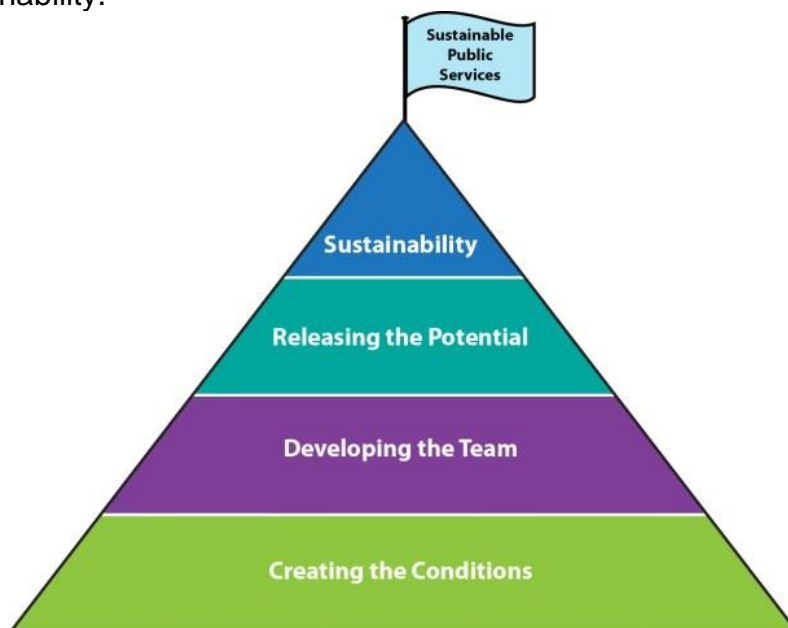 Sustainable
Public
Services
Sustainability
Releasing the Potential
Developing the Team
Creating the Conditions